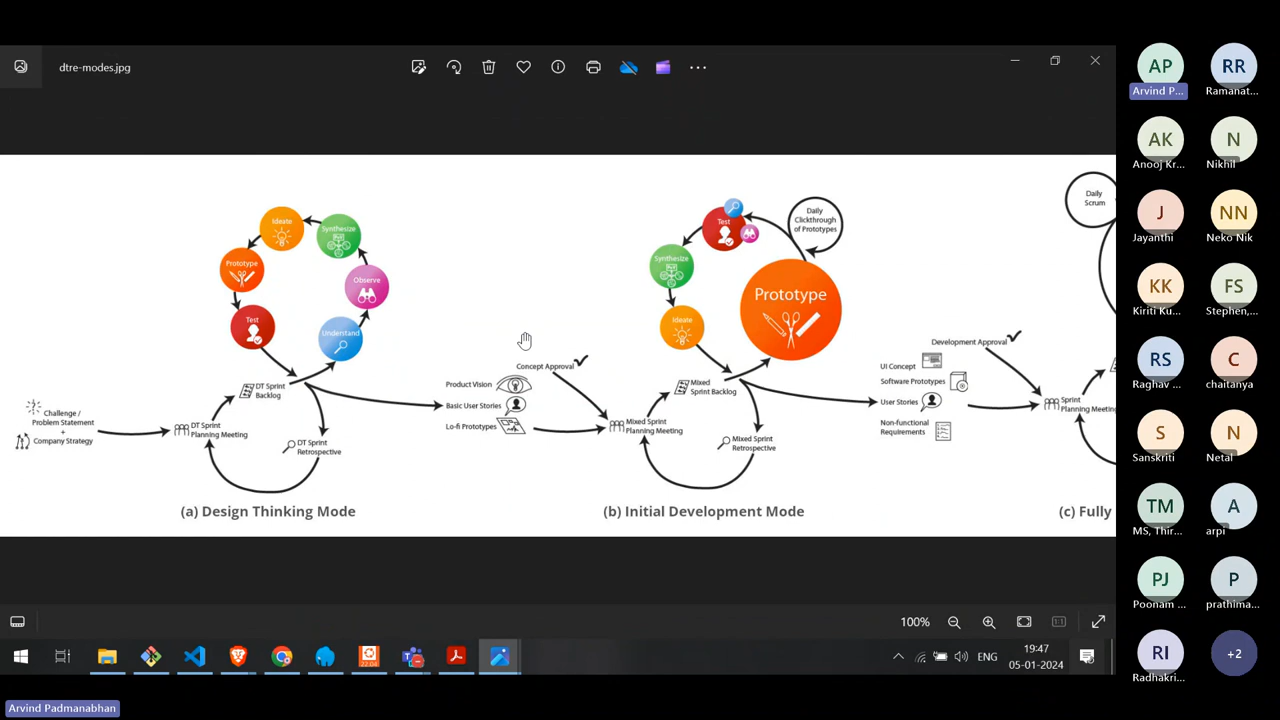 dtre-modes.jpg
Ideate
Synthesize
Prototype
Observe
Test
Understand
DT Sprint
Backlog
Challenge /
Problem Statement
+
Company Strategy
DT Sprint
Planning Meeting
DT Sprint
Retrospective
(a) Design Thinking Mode
Concept Approval
Product Vision
Basic User Stories
Lo-fi Prototypes
Test
Daily
Clickthrough
of Prototypes
Synthesize
Prototype
Ideate
Mixed
Sprint Backlog
Mixed Sprint
Planning Meeting
Mixed Sprint
Retrospective
(b) Initial Development Mode
Development Approval
UI Concept
Software Prototypes
User Stories
Non-functional
Requirements
Daily
Scrum
Sprint
Planning Meeting
(c) Fully
100%
1:1
22.04
ENG
19:47
05-01-2024
AP
Arvind P...
RR
Ramanat...
AK
Anooj Kr...
N
Nikhil
J
Jayanthi
NN
Neko Nik
KK
Kiriti Ku...
FS
Stephen,...
RS
Raghav ...
C
chaitanya
S
Sanskriti
N
Netal
TM
MS, Thir...
A
arpi
PJ
Poonam ...
P
prathima...
RI
Radhakri...
+2
Arvind Padmanabhan